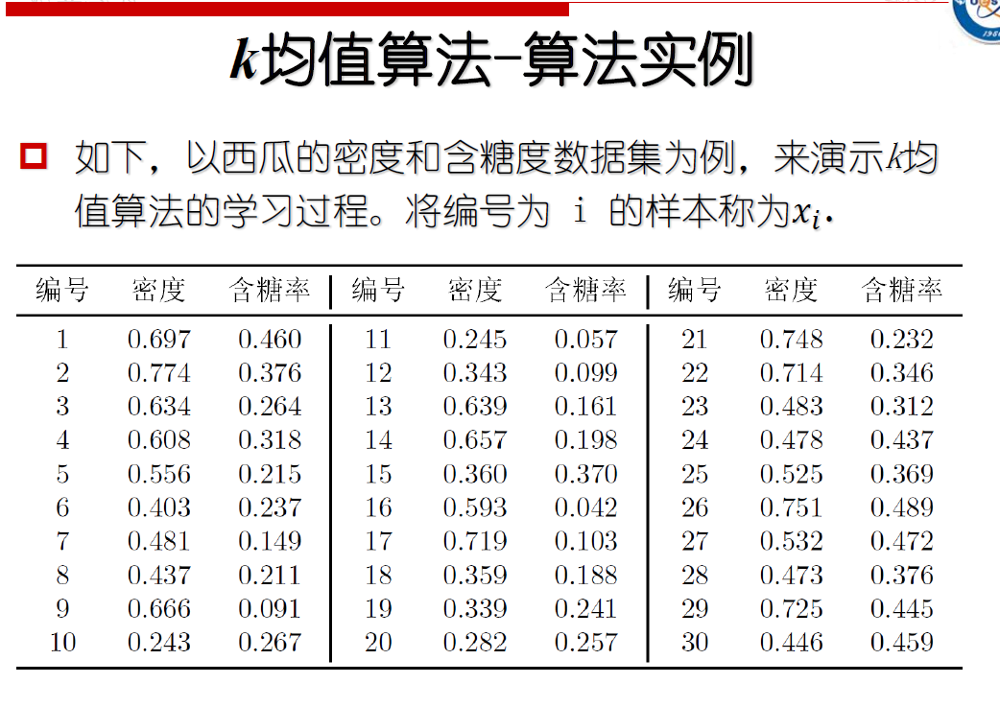 k均值算法-算法实例
如下，以西瓜的密度和含糖度数据集为例，来演示k均
值算法的学习过程。将编号为 i 的样本称为xᵢ.
编号 密度 含糖率 编号 密度 含糖率 编号 密度 含糖率
1 0.697 0.460 11 0.245 0.057 21 0.748 0.232
2 0.774 0.376 12 0.343 0.099 22 0.714 0.346
3 0.634 0.264 13 0.639 0.161 23 0.483 0.312
4 0.608 0.318 14 0.657 0.198 24 0.478 0.437
5 0.556 0.215 15 0.360 0.370 25 0.525 0.369
6 0.403 0.237 16 0.593 0.042 26 0.751 0.489
7 0.481 0.149 17 0.719 0.103 27 0.532 0.472
8 0.437 0.211 18 0.359 0.188 28 0.473 0.376
9 0.666 0.091 19 0.339 0.241 29 0.725 0.445
10 0.243 0.267 20 0.282 0.257 30 0.446 0.459